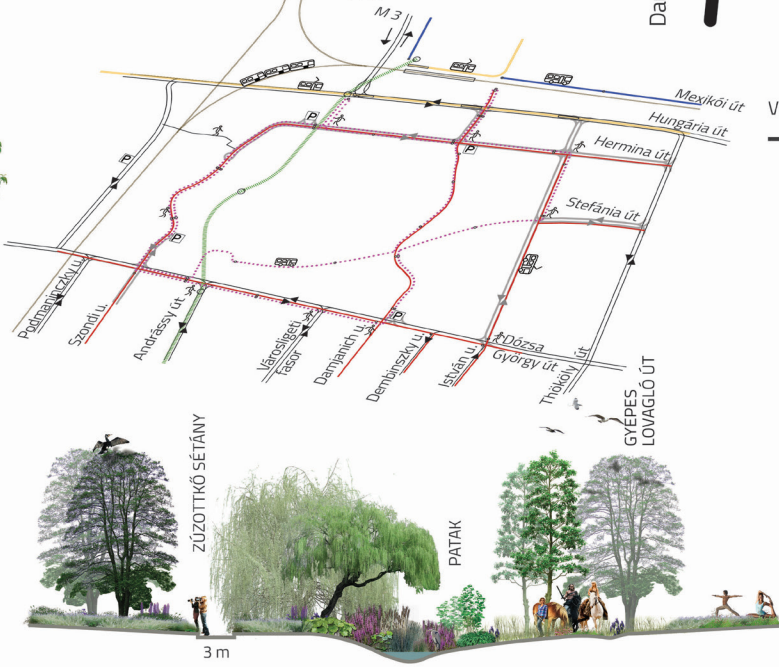 Da
M 3
V
Mexikói út
Hungária út
P
P
P
Hermina út
Stefánia út
P
P
Podmaninczky u.
Szondi u.
Andrássy út
Városligeti
fasor
Damjanich u.
Dembinszky u.
István u.
Dózsa
György út
Thököly út
ZÚZOTTKŐ SÉTÁNY
PATAK
GYEPES
LOVAGLÓ ÚT
3 m